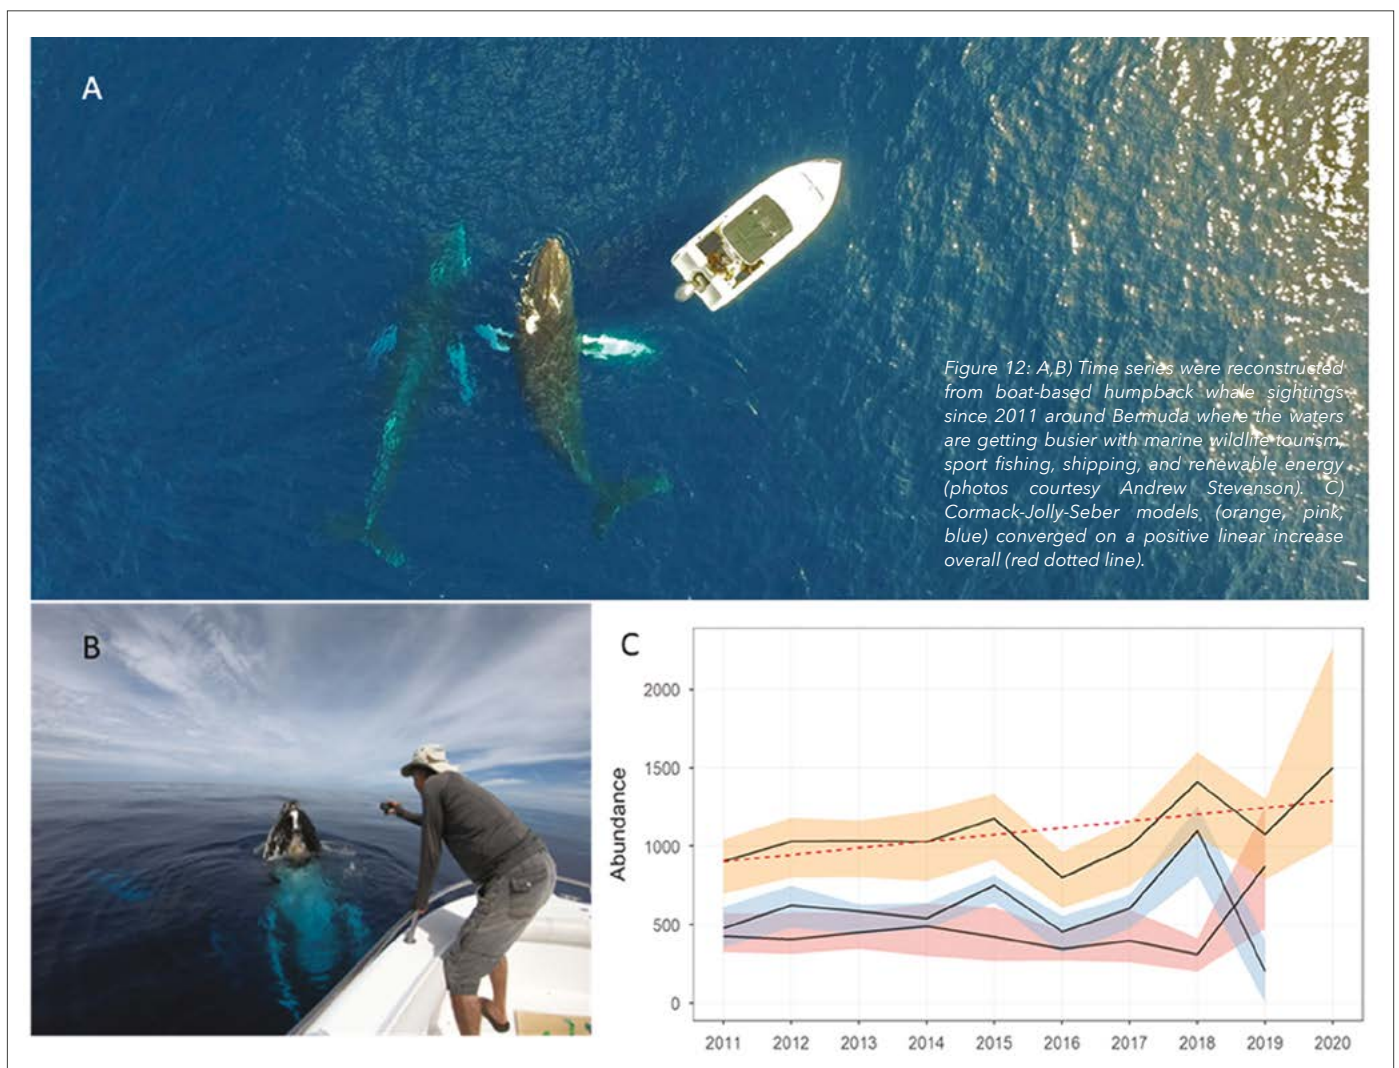 A
Figure 12: A,B) Time series were reconstructed
from boat-based humpback whale sightings
since 2011 around Bermuda where the waters
are getting busier with marine wildlife tourism,
sport fishing, shipping, and renewable energy
(photos courtesy Andrew Stevenson). C)
Cormack-Jolly-Seber models (orange, pink,
blue) converged on a positive linear increase
overall (red dotted line).
B
C
Abundance
2000
1500
1000
500
0
2011 2012 2013 2014 2015 2016 2017 2018 2019 2020